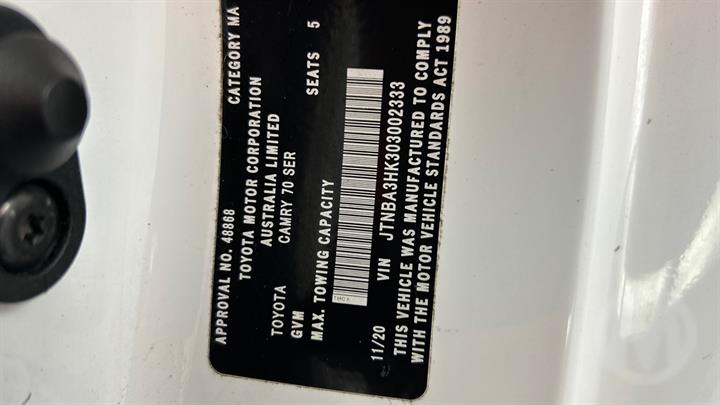 APPROVAL NO. 48868 CATEGORY MA
TOYOTA MOTOR CORPORATION
TOYOTA AUSTRALIA LIMITED
GVM CAMRY 70 SER
MAX. TOWING CAPACITY SEATS 5
11/20 VIN JTNBA3HK303002333
THIS VEHICLE WAS MANUFACTURED TO COMPLY
WITH THE MOTOR VEHICLE STANDARDS ACT 1989